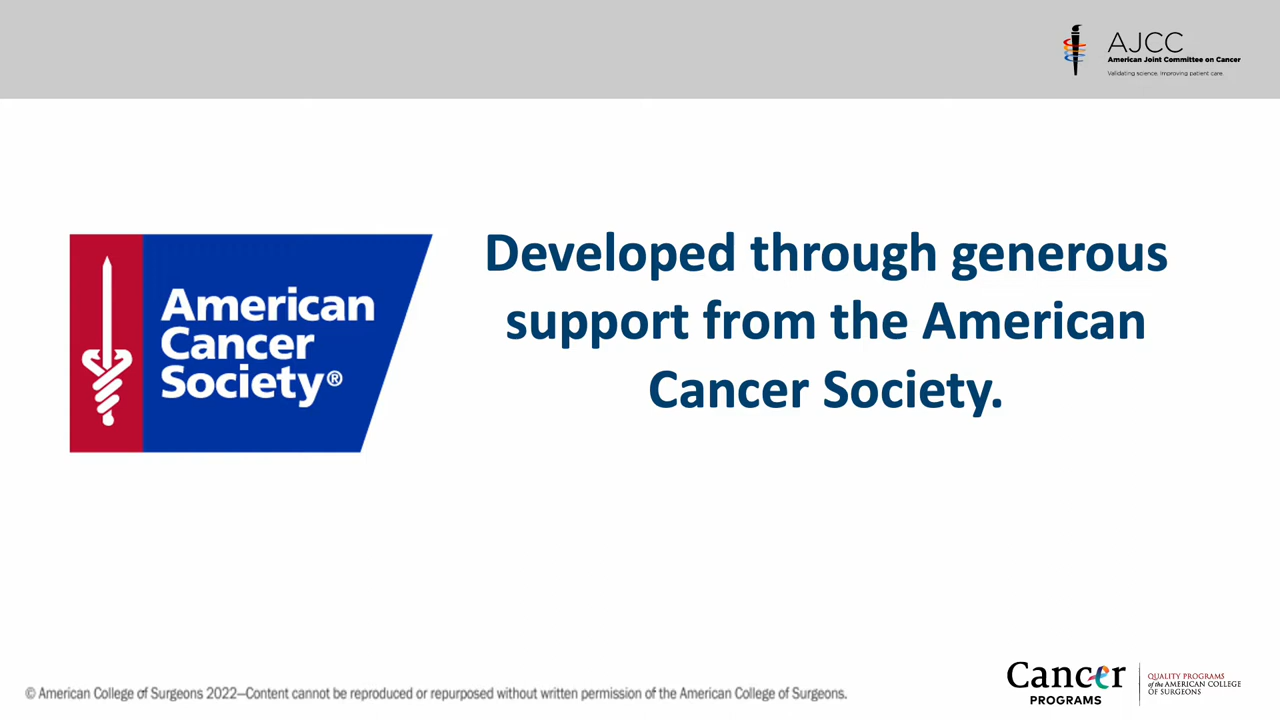 AJCC
American Joint Committee on Cancer
Validating science. Improving patient care.
American
Cancer
Society®
Developed through generous
support from the American
Cancer Society.
© American College of Surgeons 2022—Content cannot be reproduced or repurposed without written permission of the American College of Surgeons.
Cancer
PROGRAMS
QUALITY PROGRAMS
of the AMERICAN COLLEGE
OF SURGEONS